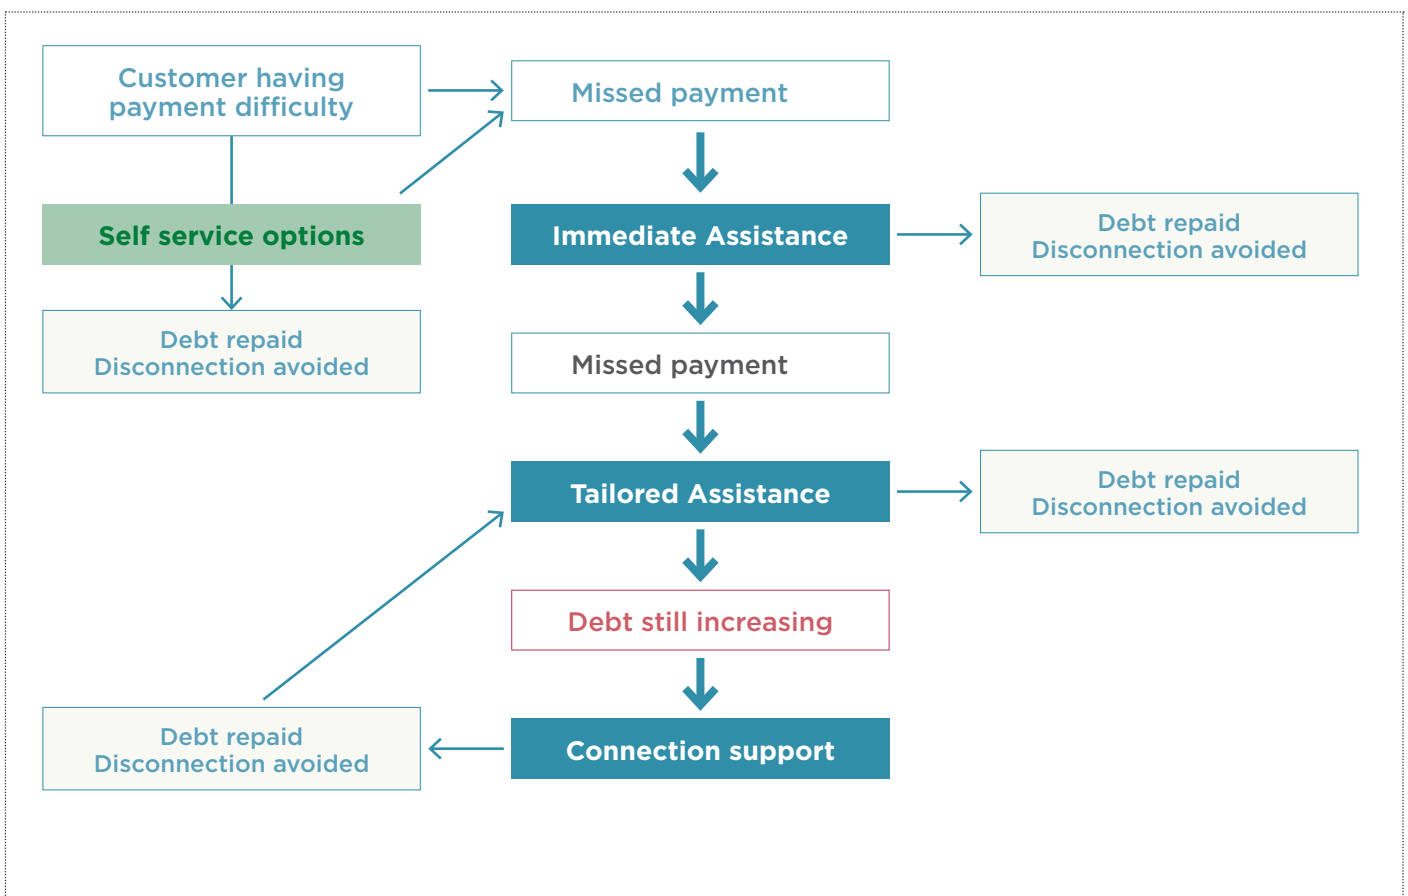 Customer having
payment difficulty
Missed payment
Self service options
Immediate Assistance
Debt repaid
Disconnection avoided
Debt repaid
Disconnection avoided
Missed payment
Tailored Assistance
Debt repaid
Disconnection avoided
Debt still increasing
Debt repaid
Disconnection avoided
Connection support